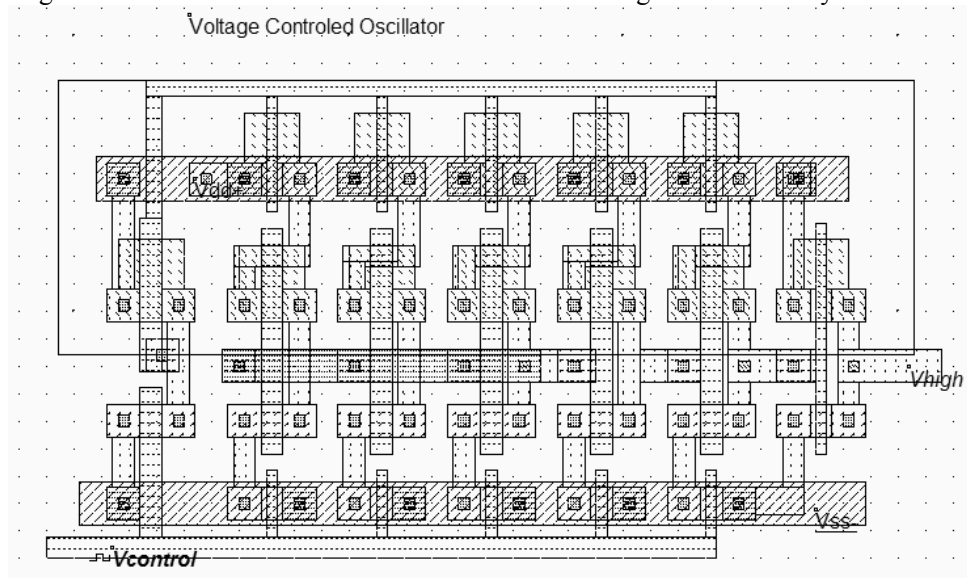 Voltage Controled Oscillator
Vdd+
Vhigh
Vss-
Vcontrol